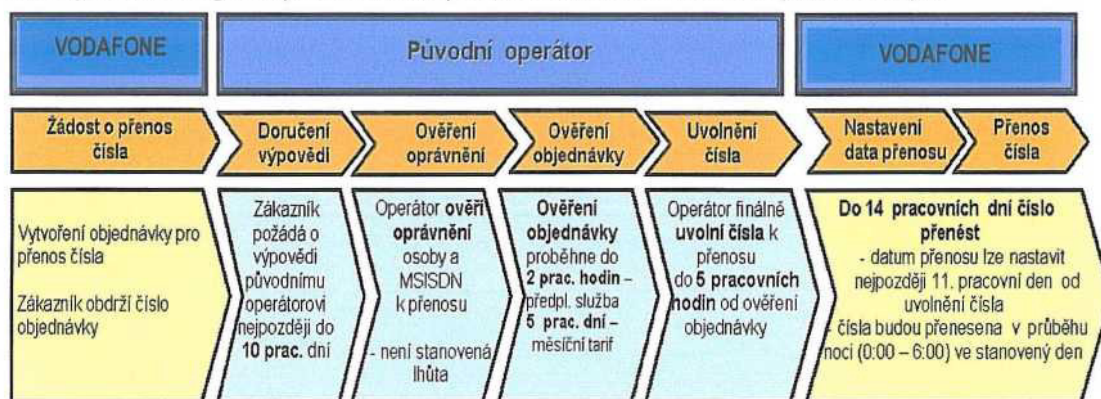 VODAFONE
Původní operátor
VODAFONE
Žádost o přenos
čísla
Doručení
výpovědi
Ověření
oprávnění
Ověření
objednávky
Uvolnění
čísla
Nastavení
data přenosu
Přenos
čísla
Vytvoření objednávky pro
přenos čísla
Zákazník obdrží číslo
objednávky
Zákazník
požádá o
výpovědi
původnímu
operátorovi
nejpozději do
10 prac. dní
Operátor ověří
oprávnění
osoby a
MSISDN
k přenosu
- není stanovená
lhůta
Ověření
objednávky
proběhne do
2 prac. hodin –
předpl. služba
5 prac. dní –
měsíční tarif
Operátor finálně
uvolní čísla k
přenosu
do 5 pracovních
hodin od ověření
objednávky
Do 14 pracovních dní číslo
přenést
- datum přenosu lze nastavit
nejpozději 11. pracovní den od
uvolnění čísla
- čísla budou přenesena v průběhu
noci (0:00 – 6:00) ve stanovený den